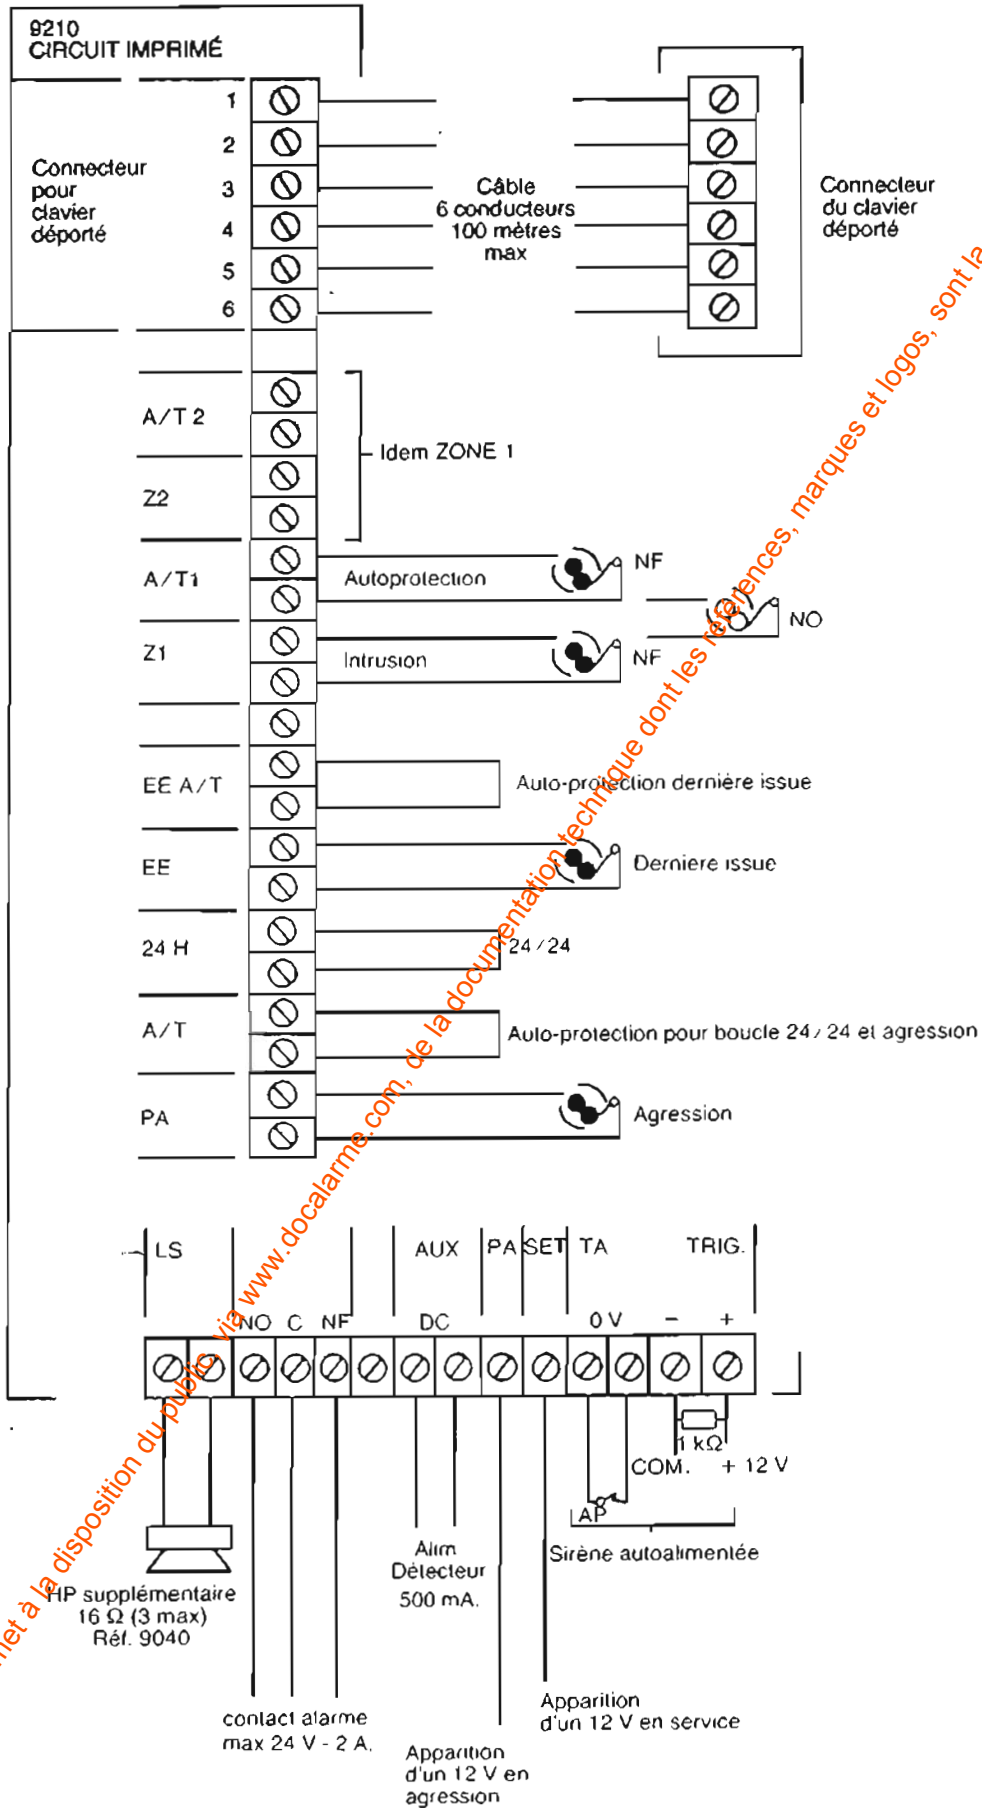 9210
CIRCUIT IMPRIMÉ
Connecteur
pour
clavier
déporté
1
2
3
4
5
6
Câble
6 conducteurs
100 mètres
max
Connecteur
du clavier
déporté
A/T 2
Z2
Idem ZONE 1
A/T1
Autoprotection
NF
NO
Z1
Intrusion
NF
EE A/T
Auto-protection dernière issue
EE
Derniere issue
24 H
24/24
A/T
Auto-protection pour boucle 24/24 et agression
PA
Agression
LS
AUX
PA
SET
TA
TRIG.
NO C NF
DC
0 V
-
+
1 kΩ
COM.
+ 12 V
AP
Sirène autoalimentée
Alim
Détecteur
500 mA.
HP supplémentaire
16 Ω (3 max)
Réf. 9040
contact alarme
max 24 V - 2 A.
Apparition
d'un 12 V en
agression
Apparition
d'un 12 V en service
met à la disposition du public, via www.docalarme.com, de la documentation technique dont les références, marques et logos, sont la